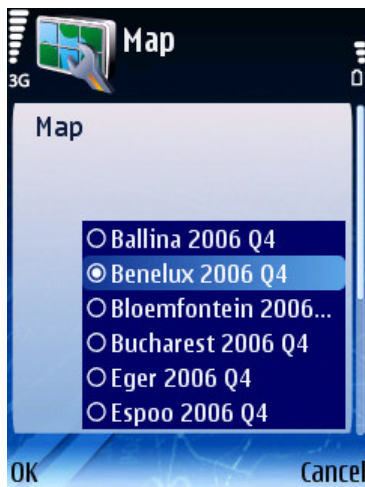 Map
3G
Map
Ballina 2006 Q4
Benelux 2006 Q4
Bloemfontein 2006...
Bucharest 2006 Q4
Eger 2006 Q4
Espoo 2006 Q4
OK Cancel